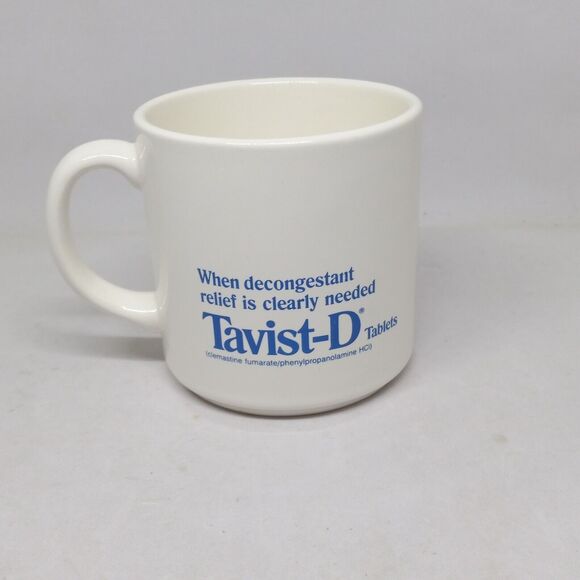 When decongestant
relief is clearly needed
Tavist-D® Tablets
(clemastine fumarate/phenylpropanolamine HCl)